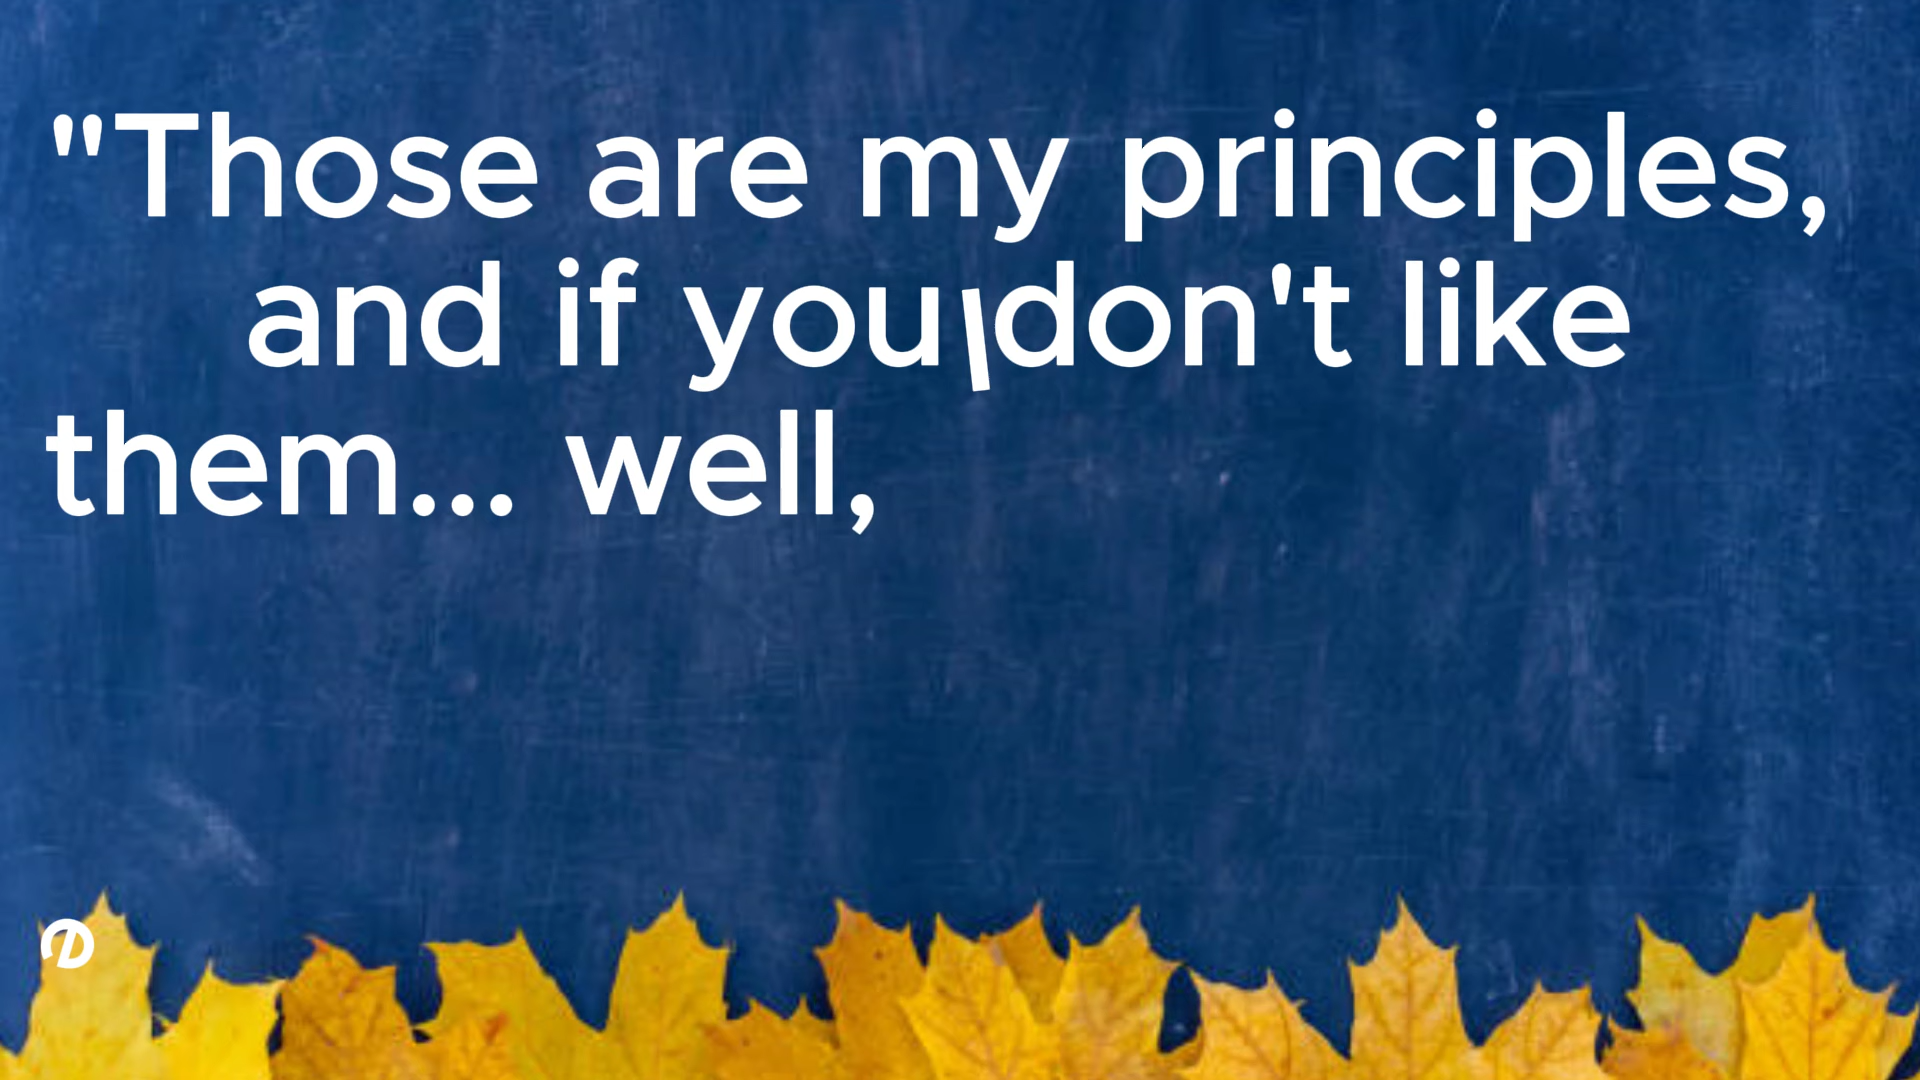 "Those are my principles,
and if you\don't like
them... well,